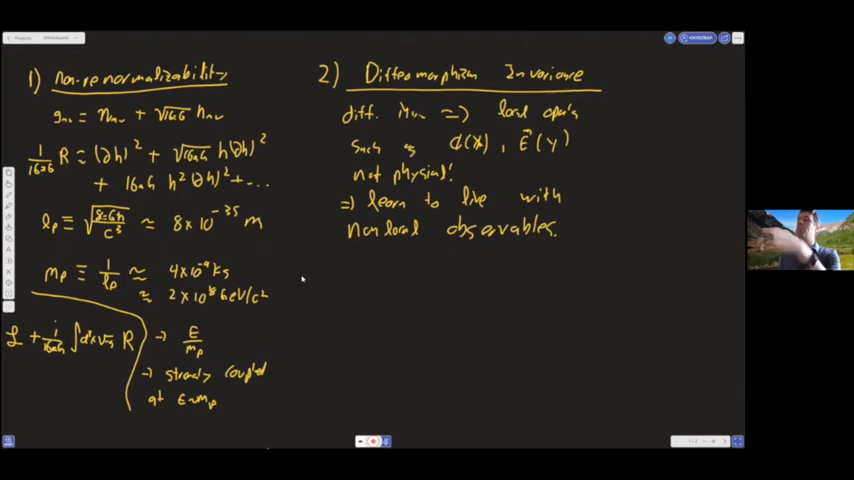 1) Non-renormalizability
gμν = ημν + √16πG hμν
1/16πG R ≈ (∂h)² + √16πG h(∂h)²
+ 16πG h²(∂h)² + ...
lp ≡ √(8πGħ/c³) ≈ 8×10⁻³⁵ m
mp ≡ 1/lp ≈ 4×10⁻⁹ kg
≈ 2×10¹⁸ GeV/c²
L + 1/16πG ∫d⁴x√-g R → E/mp
→ strongly coupled
at E~mp
2) Diffeomorphism Invariance
diff. inv => local op's
such as φ(x), E(y)
not physical!
=> learn to live with
nonlocal observables.